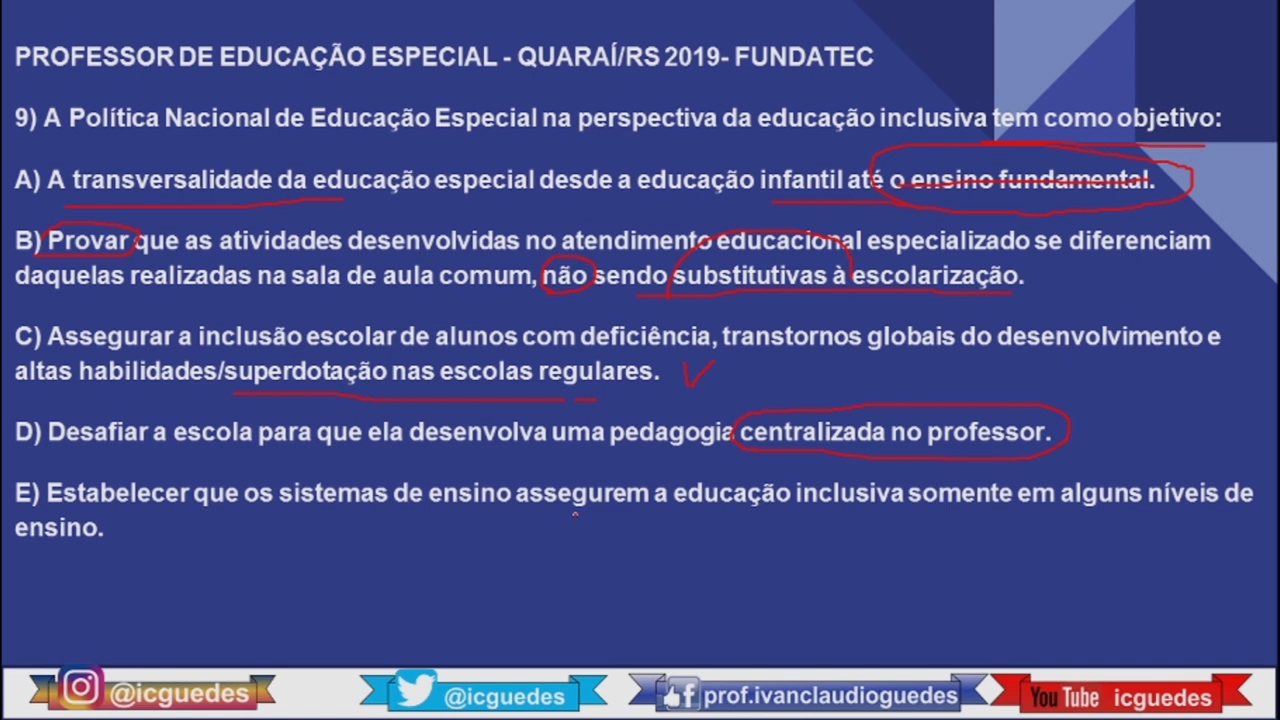 PROFESSOR DE EDUCAÇÃO ESPECIAL - QUARAÍ/RS 2019- FUNDATEC
9) A Política Nacional de Educação Especial na perspectiva da educação inclusiva tem como objetivo:
A) A transversalidade da educação especial desde a educação infantil até o ensino fundamental.
B) Provar que as atividades desenvolvidas no atendimento educacional especializado se diferenciam
daquelas realizadas na sala de aula comum, não sendo substitutivas à escolarização.
C) Assegurar a inclusão escolar de alunos com deficiência, transtornos globais do desenvolvimento e
altas habilidades/superdotação nas escolas regulares.
D) Desafiar a escola para que ela desenvolva uma pedagogia centralizada no professor.
E) Estabelecer que os sistemas de ensino assegurem a educação inclusiva somente em alguns níveis de
ensino.
@icguedes @icguedes prof.ivanclaudioguedes You Tube icguedes